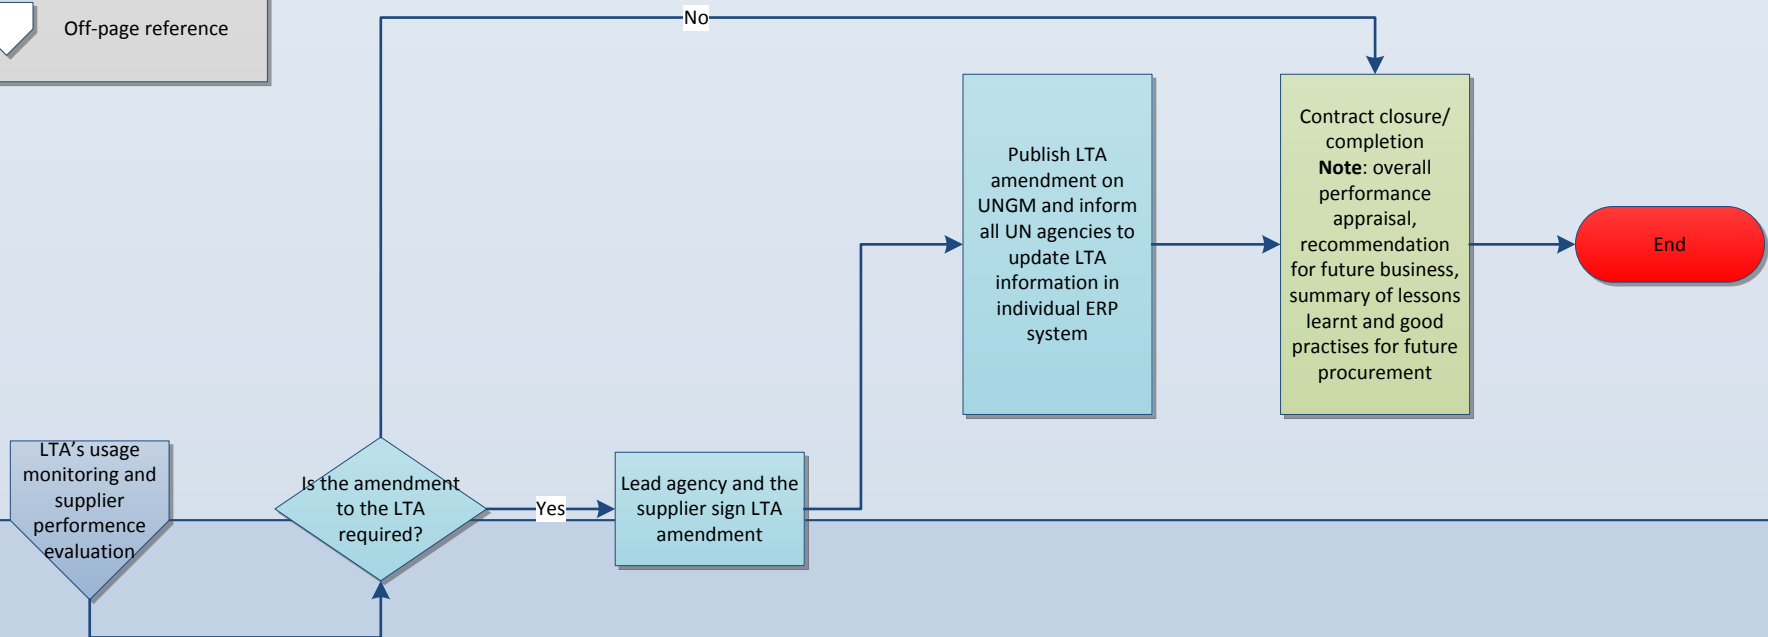 Off-page reference
No
Publish LTA
amendment on
UNGM and inform
all UN agencies to
update LTA
information in
individual ERP
system
Contract closure/
completion
Note: overall
performance
appraisal,
recommendation
for future business,
summary of lessons
learnt and good
practises for future
procurement
End
LTA's usage
monitoring and
supplier
performence
evaluation
Is the amendment
to the LTA
required?
Yes
Lead agency and the
supplier sign LTA
amendment